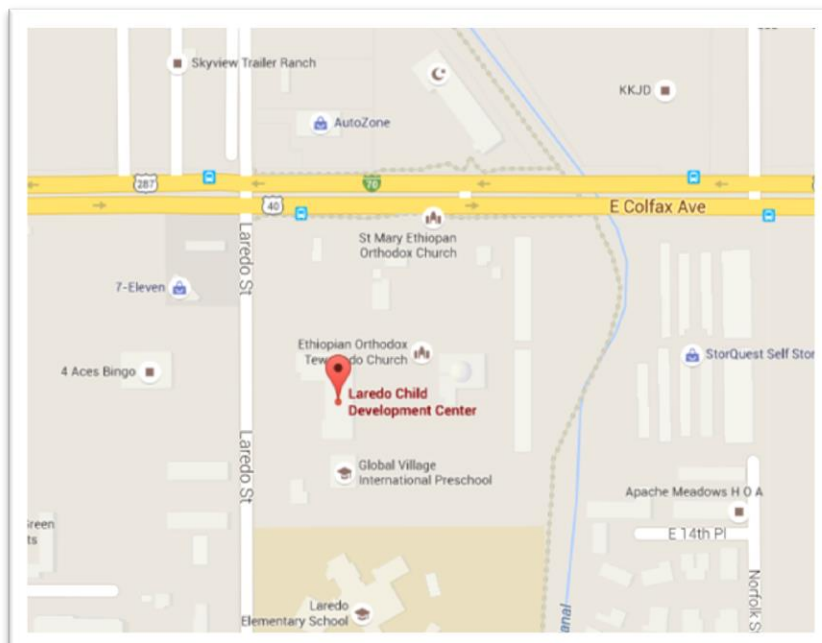 Skyview Trailer Ranch
KKJD
AutoZone
287
70
40
E Colfax Ave
St Mary Ethiopan
Orthodox Church
Laredo St
7-Eleven
Ethiopian Orthodox
Church
StorQuest Self Stor
4 Aces Bingo
Laredo Child
Development Center
Laredo St
Global Village
International Preschool
Apache Meadows H O A
Green
ts
E 14th Pl
Norfolk S
Laredo
Elementary School
anal